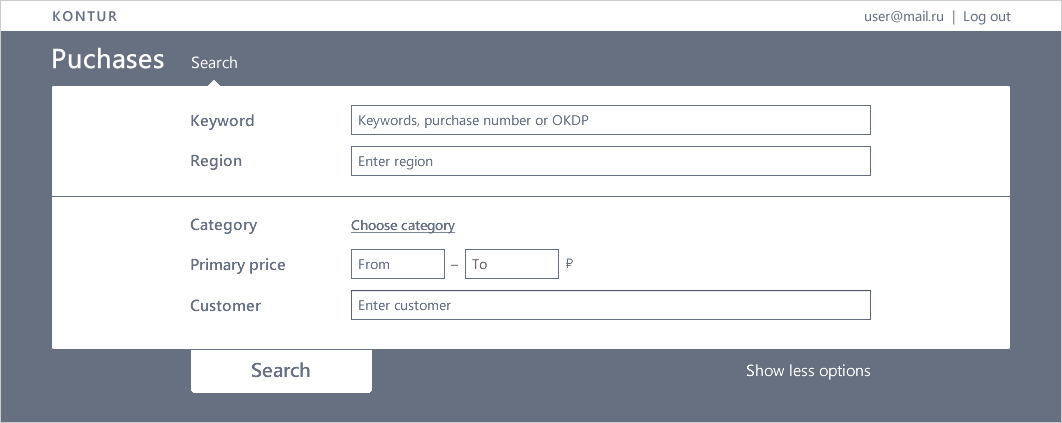 KONTUR user@mail.ru | Log out
Puchases Search
Keyword Keywords, purchase number or OKDP
Region Enter region
Category Choose category
Primary price From – To ₽
Customer Enter customer
Search Show less options